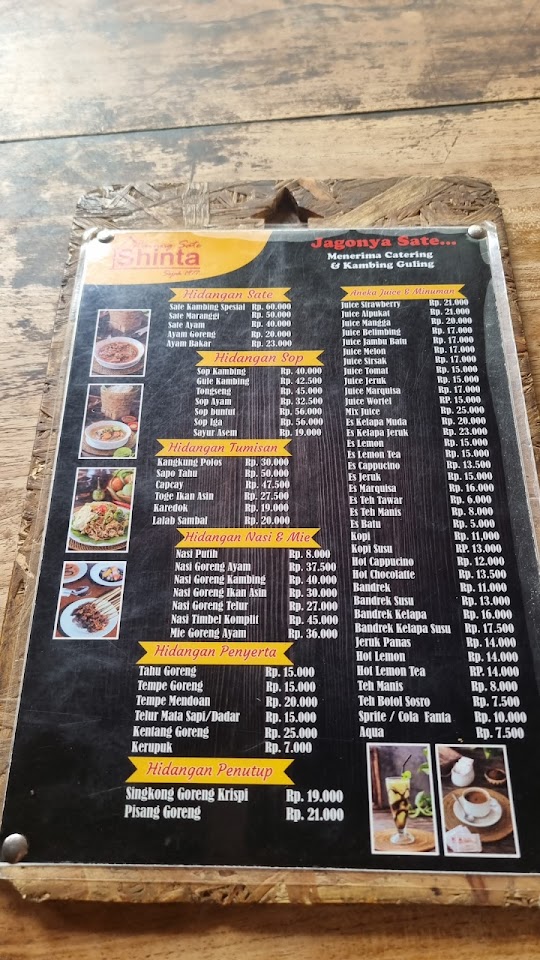 Warung Sate
Shinta
Sejak 1977
Jagonya Sate...
Menerima Catering
& Kambing Guling
Hidangan Sate
Sate Kambing Spesial Rp. 60.000
Sate Maranggi Rp. 50.000
Sate Ayam Rp. 40.000
Ayam Goreng Rp. 20.000
Ayam Bakar Rp. 23.000
Hidangan Sop
Sop Kambing Rp. 40.000
Gule Kambing Rp. 42.500
Tongseng Rp. 45.000
Sop Ayam Rp. 32.500
Sop buntut Rp. 56.000
Sop Iga Rp. 56.000
Sayur Asem Rp. 19.000
Hidangan Tumisan
Kangkung Polos Rp. 30.000
Sapo Tahu Rp. 50.000
Capcay Rp. 47.500
Toge Ikan Asin Rp. 27.500
Karedok Rp. 19.000
Lalab Sambal Rp. 20.000
Hidangan Nasi & Mie
Nasi Putih Rp. 8.000
Nasi Goreng Ayam Rp. 37.500
Nasi Goreng Kambing Rp. 40.000
Nasi Goreng Ikan Asin Rp. 30.000
Nasi Goreng Telur Rp. 27.000
Nasi Timbel Komplit Rp. 45.000
Mie Goreng Ayam Rp. 36.000
Hidangan Penyerta
Tahu Goreng Rp. 15.000
Tempe Goreng Rp. 15.000
Tempe Mendoan Rp. 20.000
Telur Mata Sapi/Dadar Rp. 15.000
Kentang Goreng Rp. 25.000
Kerupuk Rp. 7.000
Hidangan Penutup
Singkong Goreng Krispi Rp. 19.000
Pisang Goreng Rp. 21.000
Aneka Juice & Minuman
Juice Strawberry Rp. 21.000
Juice Alpukat Rp. 21.000
Juice Mangga Rp. 20.000
Juice Belimbing Rp. 17.000
Juice Jambu Batu Rp. 17.000
Juice Melon Rp. 17.000
Juice Sirsak Rp. 17.000
Juice Tomat Rp. 15.000
Juice Jeruk Rp. 15.000
Juice Marquisa Rp. 17.000
Juice Wortel RP. 15.000
Mix Juice Rp. 25.000
Es Kelapa Muda Rp. 20.000
Es Kelapa Jeruk Rp. 23.000
Es Lemon Rp. 15.000
Es Lemon Tea Rp. 15.000
Es Cappucino Rp. 13.500
Es Jeruk Rp. 15.000
Es Marquisa Rp. 16.000
Es Teh Tawar Rp. 6.000
Es Teh Manis Rp. 8.000
Es Batu Rp. 5.000
Kopi Rp. 11,000
Kopi Susu RP. 13.000
Hot Cappucino Rp. 12.000
Hot Chocolatte Rp. 13.500
Bandrek Rp. 11.000
Bandrek Susu Rp. 13.000
Bandrek Kelapa Rp. 16.000
Bandrek Kelapa Susu Rp. 17.500
Jeruk Panas Rp. 14.000
Hot Lemon Rp. 14.000
Hot Lemon Tea RP. 14.000
Teh Manis Rp. 8.000
Teh Botol Sosro Rp. 7.500
Sprite / Cola Fanta Rp. 10.000
Aqua Rp. 7.500